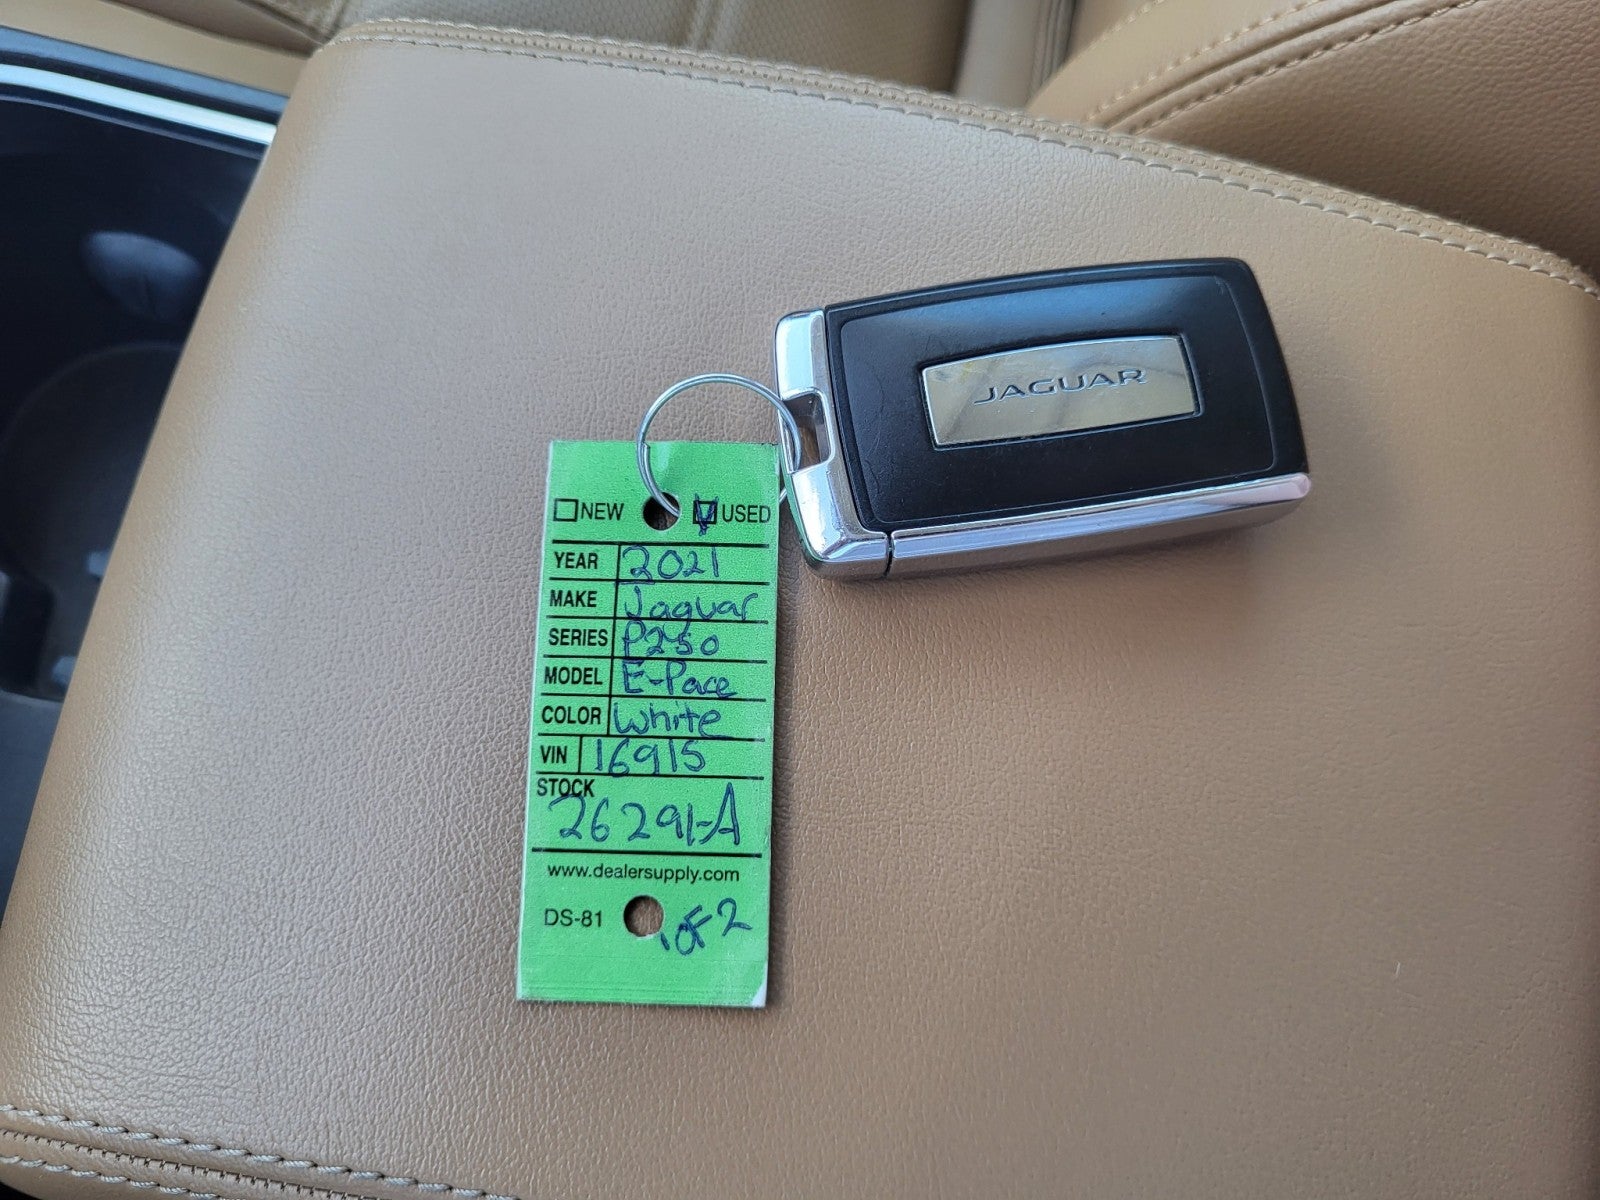 JAGUAR
NEW USED
YEAR 2021
MAKE Jaguar
SERIES P250
MODEL E-Pace
COLOR White
VIN 16915
STOCK
26291-A
www.dealersupply.com
DS-81 1 of 2